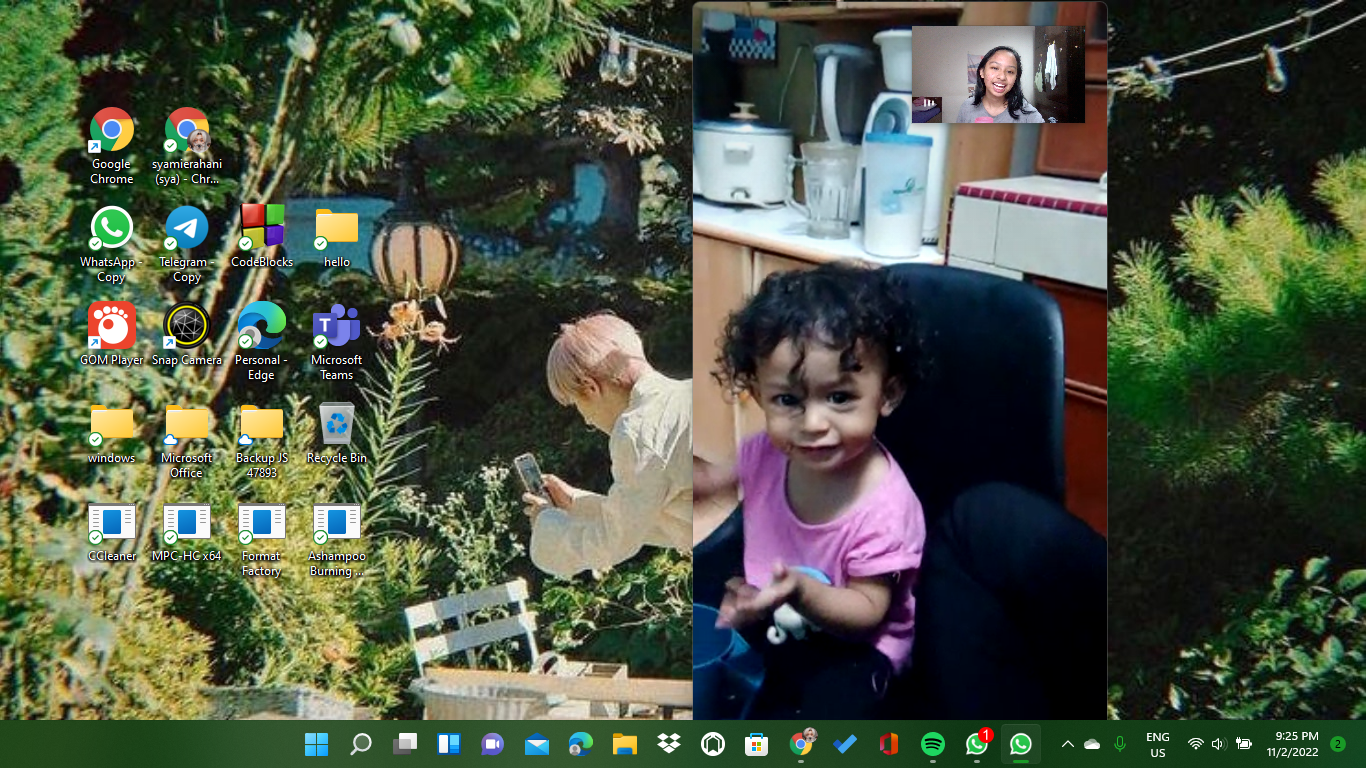 Google
Chrome
syamierahani
(sya) - Chr...
WhatsApp -
Copy
Telegram -
Copy
CodeBlocks
hello
GOM Player
Snap Camera
Personal -
Edge
T
Microsoft
Teams
windows
Microsoft
Office
Backup JS
47893
Recycle Bin
CCleaner
MPC-HC x64
Format
Factory
Ashampoo
Burning ...
1
ENG
US
9:25 PM
11/2/2022
2